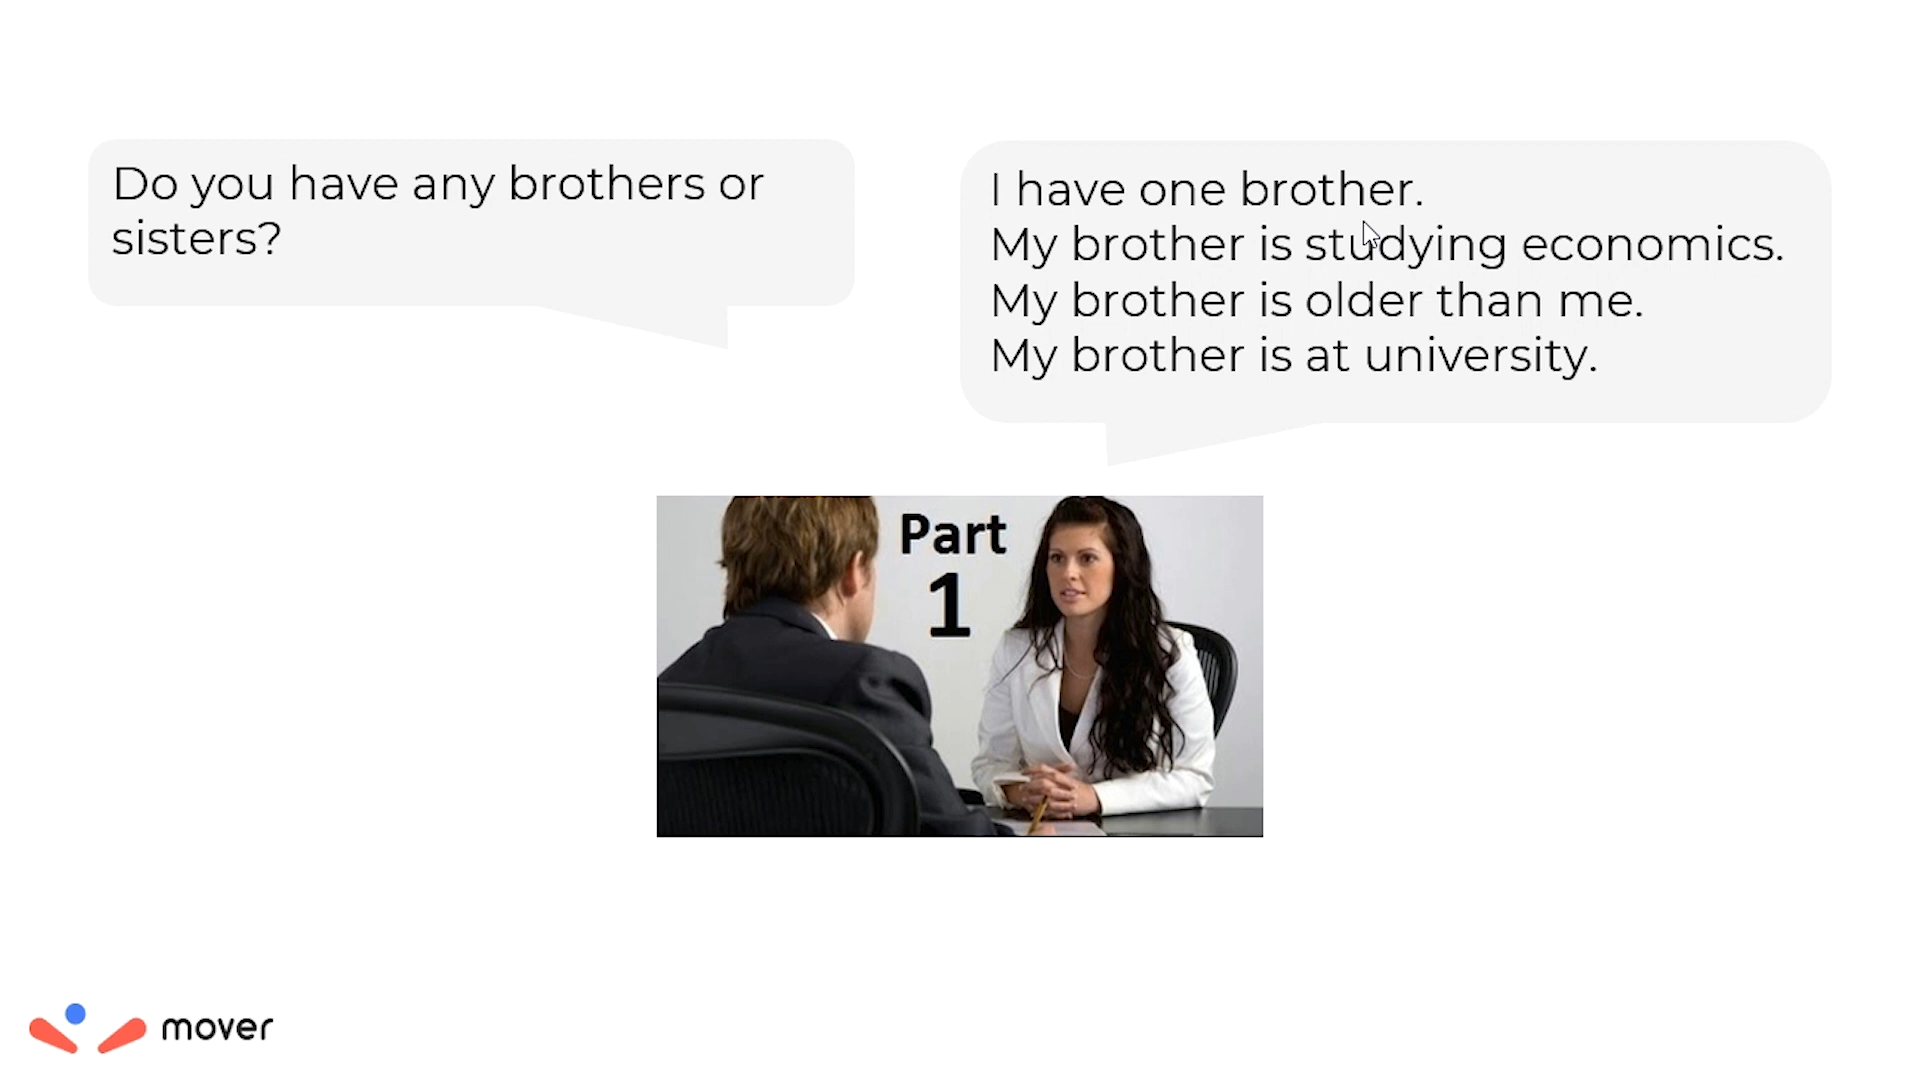 Do you have any brothers or
sisters?
I have one brother.
My brother is studying economics.
My brother is older than me.
My brother is at university.
Part
1
mover